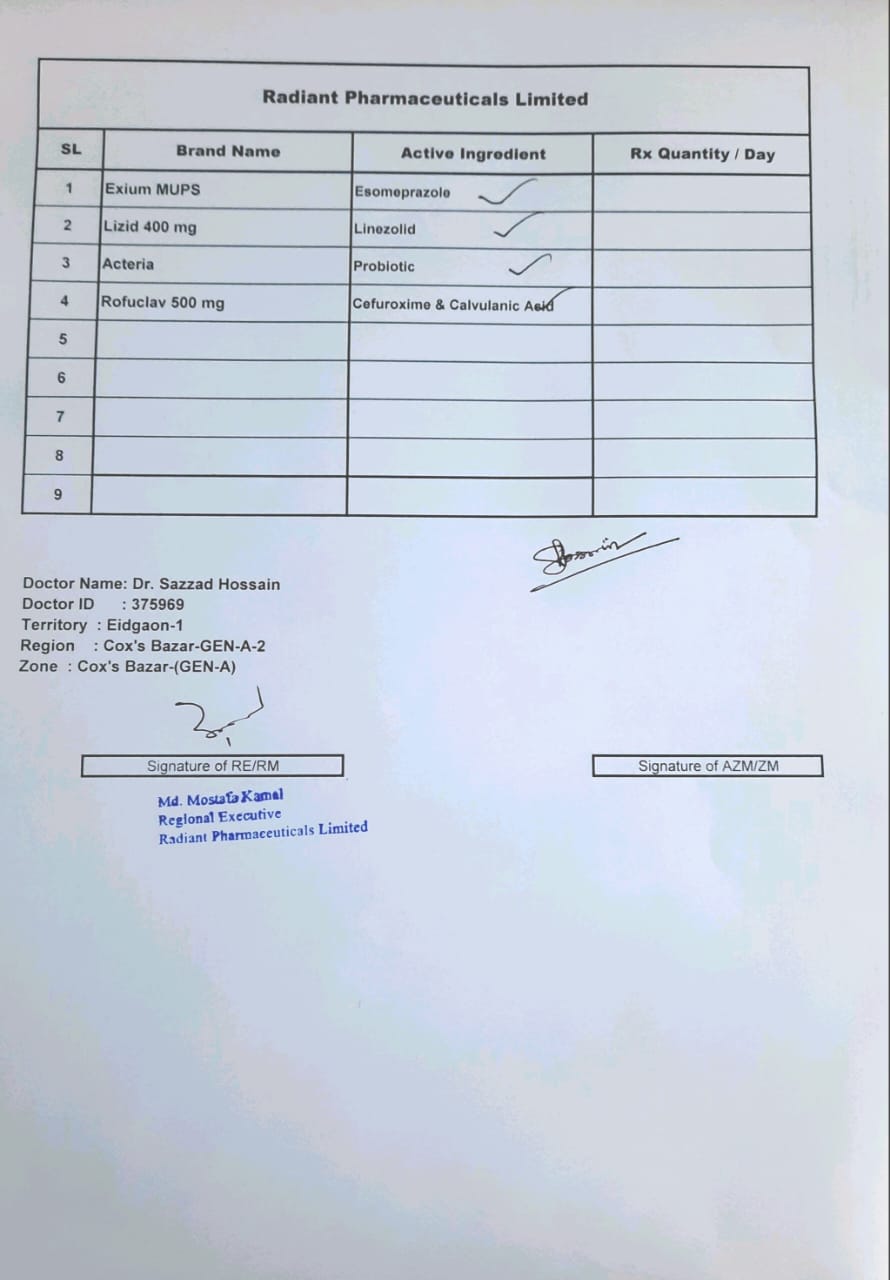 Radiant Pharmaceuticals Limited
SL Brand Name Active Ingredient Rx Quantity / Day
1 Exium MUPS Esomeprazole
2 Lizid 400 mg Linezolid
3 Acteria Probiotic
4 Rofuclav 500 mg Cefuroxime & Calvulanic Acid
5
6
7
8
9
Hossain
Doctor Name: Dr. Sazzad Hossain
Doctor ID : 375969
Territory : Eidgaon-1
Region : Cox's Bazar-GEN-A-2
Zone : Cox's Bazar-(GEN-A)
Signature of RE/RM Signature of AZM/ZM
Md. Mostafa Kamal
Regional Executive
Radiant Pharmaceuticals Limited